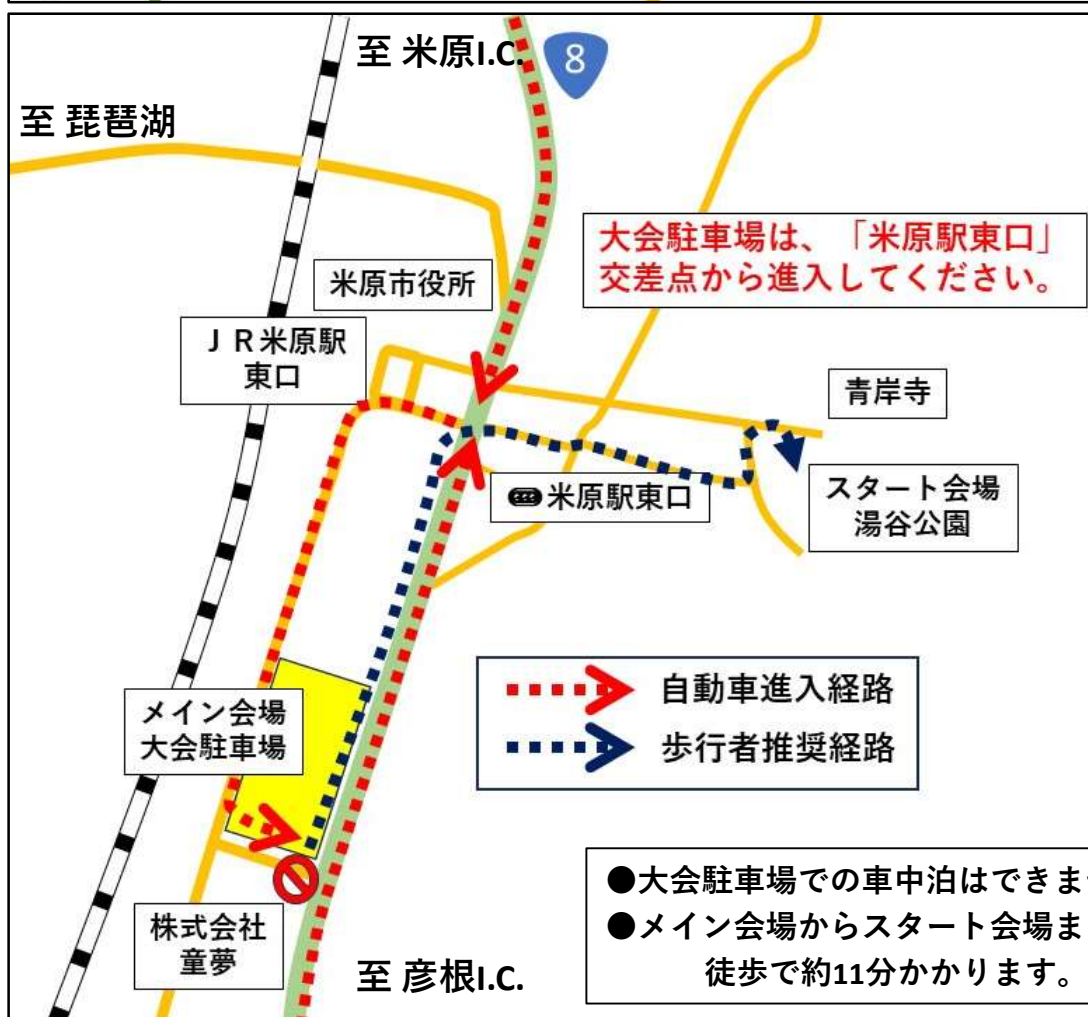 至 米原I.C.
8
至 琵琶湖
大会駐車場は、「米原駅東口」
交差点から進入してください。
米原市役所
ＪＲ米原駅
東口
青岸寺
米原駅東口
スタート会場
湯谷公園
自動車進入経路
歩行者推奨経路
メイン会場
大会駐車場
●大会駐車場での車中泊はできま
●メイン会場からスタート会場ま
徒歩で約11分かかります。
株式会社
童夢
至 彦根I.C.